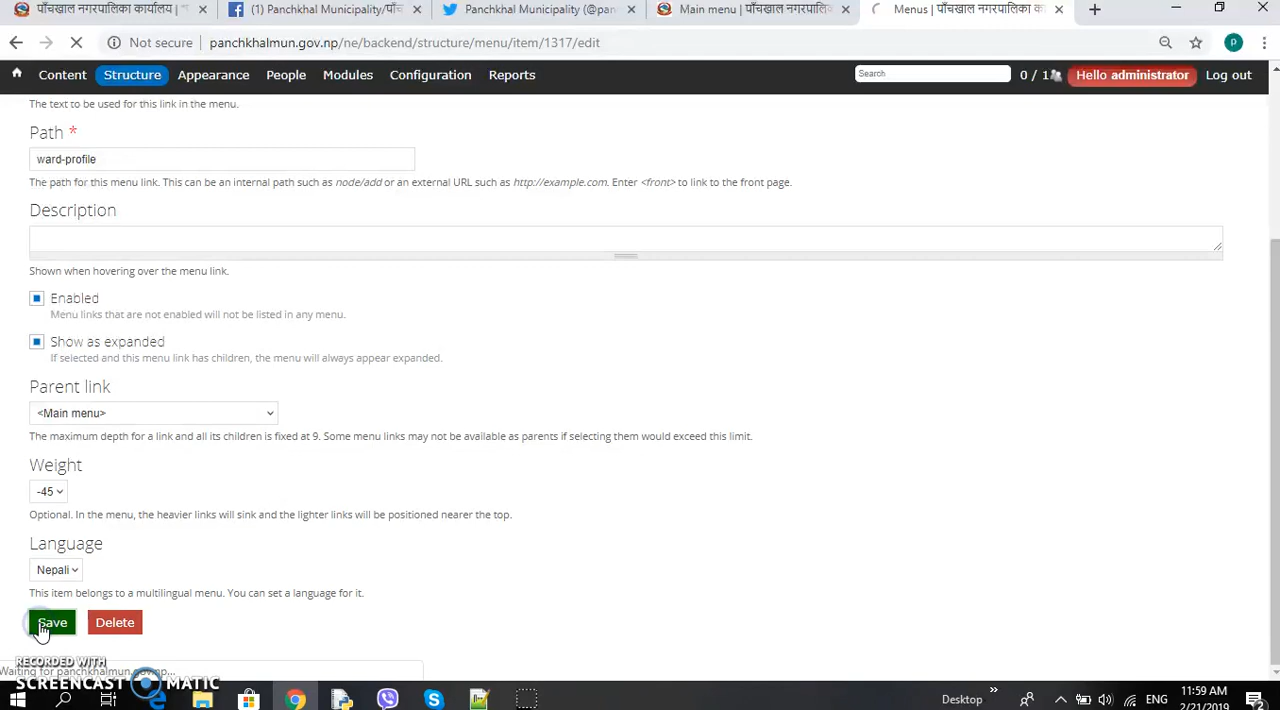 पाँचखाल नगरपालिका कार्यालय |
(1) Panchkhal Municipality/पाँच
Panchkhal Municipality (@pan
Main menu | पाँचखाल नगरपालिका
Menus | पाँचखाल नगरपालिका का
Not secure
panchkhalmun.gov.np/ne/backend/structure/menu/item/1317/edit
P
Content Structure Appearance People Modules Configuration Reports
Search
0 / 1
Hello administrator
Log out
The text to be used for this link in the menu.
Path *
ward-profile
The path for this menu link. This can be an internal path such as node/add or an external URL such as http://example.com. Enter <front> to link to the front page.
Description
Shown when hovering over the menu link.
Enabled
Menu links that are not enabled will not be listed in any menu.
Show as expanded
If selected and this menu link has children, the menu will always appear expanded.
Parent link
<Main menu>
The maximum depth for a link and all its children is fixed at 9. Some menu links may not be available as parents if selecting them would exceed this limit.
Weight
-45
Optional. In the menu, the heavier links will sink and the lighter links will be positioned nearer the top.
Language
Nepali
This item belongs to a multilingual menu. You can set a language for it.
Save Delete
RECORDED WITH
Waiting for panchkhalmun.gov.np...
SCREENCAST MATIC
Desktop
ENG
11:59 AM
2/21/2019
2